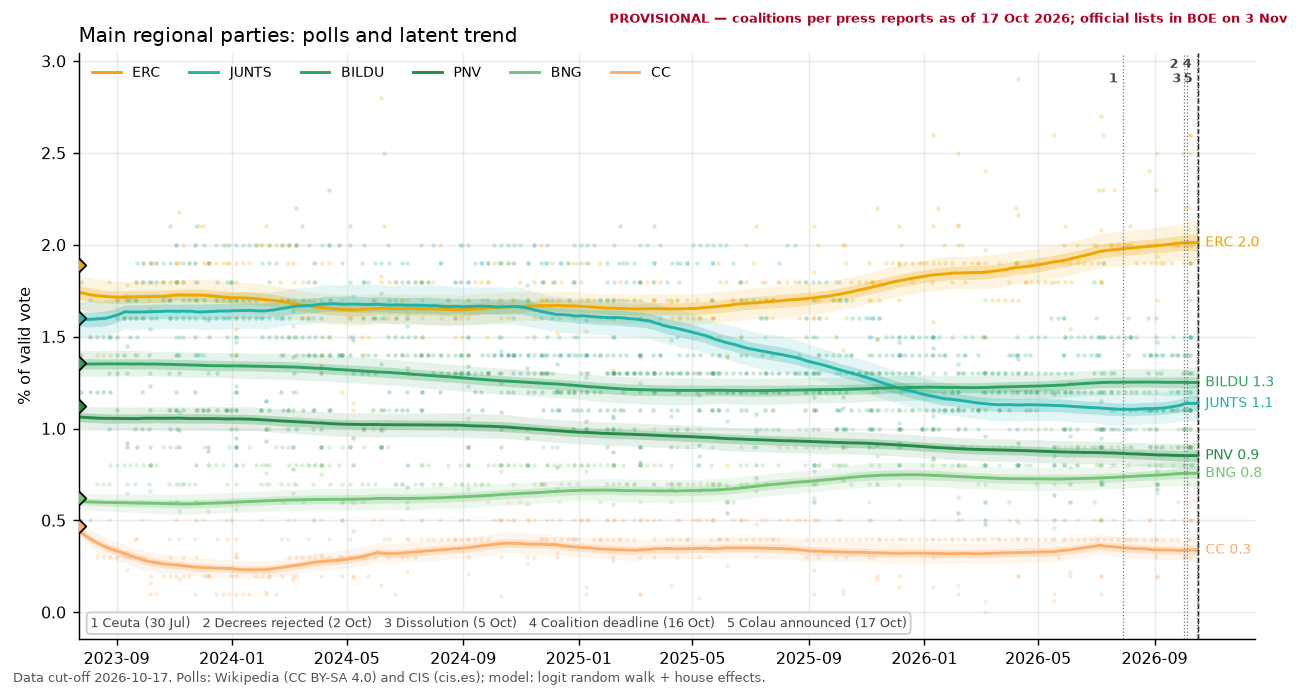 PROVISIONAL — coalitions per press reports as of 17 Oct 2026; official lists in BOE on 3 Nov
Main regional parties: polls and latent trend
ERC JUNTS BILDU PNV BNG CC
1 2 4
3 5
% of valid vote
3.0
2.5
2.0
1.5
1.0
0.5
0.0
ERC 2.0
BILDU 1.3
JUNTS 1.1
PNV 0.9
BNG 0.8
CC 0.3
1 Ceuta (30 Jul) 2 Decrees rejected (2 Oct) 3 Dissolution (5 Oct) 4 Coalition deadline (16 Oct) 5 Colau announced (17 Oct)
2023-09 2024-01 2024-05 2024-09 2025-01 2025-05 2025-09 2026-01 2026-05 2026-09
Data cut-off 2026-10-17. Polls: Wikipedia (CC BY-SA 4.0) and CIS (cis.es); model: logit random walk + house effects.